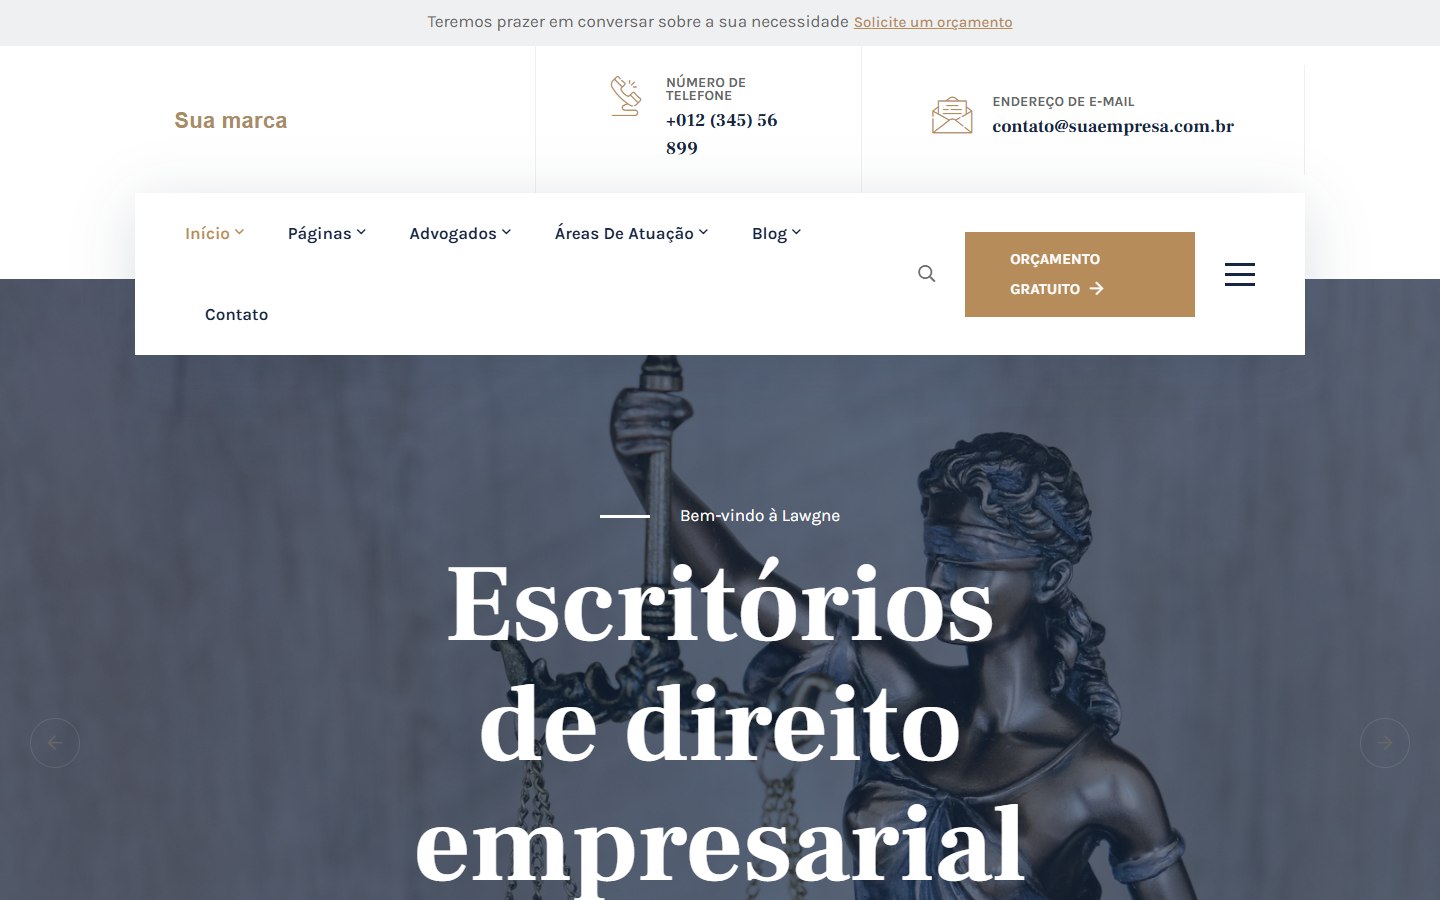 Teremos prazer em conversar sobre a sua necessidade Solicite um orçamento
Sua marca
NÚMERO DE
TELEFONE
+012 (345) 56
899
ENDEREÇO DE E-MAIL
contato@suaempresa.com.br
Início Páginas Advogados Áreas De Atuação Blog
Contato
ORÇAMENTO
GRATUITO
Bem-vindo à Lawgne
Escritórios
de direito
empresarial